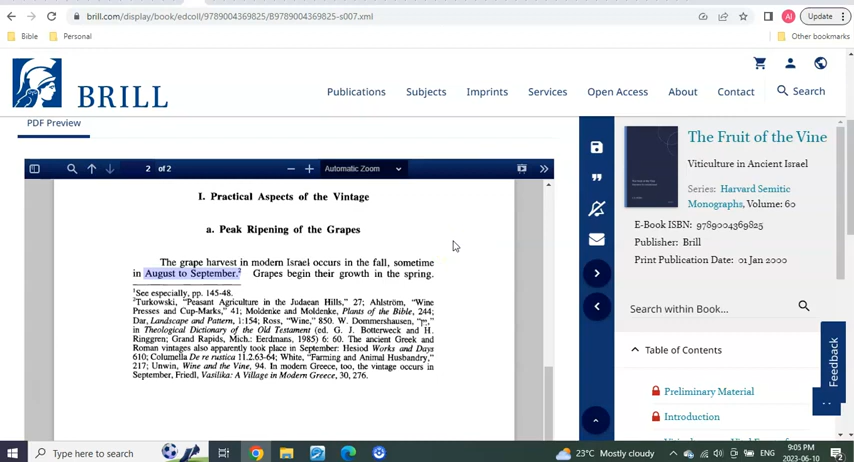 brill.com/display/book/edcoll/9789004369825/B9789004369825-s007.xml
AI
Update
Bible
Personal
Other bookmarks
BRILL
Publications
Subjects
Imprints
Services
Open Access
About
Contact
Search
PDF Preview
2 of 2
Automatic Zoom
I. Practical Aspects of the Vintage
a. Peak Ripening of the Grapes
The grape harvest in modern Israel occurs in the fall, sometime
in August to September.² Grapes begin their growth in the spring.
¹See especially, pp. 145-48.
²Turkowski, "Peasant Agriculture in the Judaean Hills," 27; Ahlström, "Wine
Presses and Cup-Marks," 41; Moldenke and Moldenke, Plants of the Bible, 244;
Dar, Landscape and Pattern, 1:154; Ross, "Wine," 850. W. Dommershausen,
in Theological Dictionary of the Old Testament (ed. G. J. Botterweck and H.
Ringgren; Grand Rapids, Mich.: Eerdmans, 1985) 6: 60. The ancient Greek and
Roman vintages also apparently took place in September: Hesiod Works and Days
610; Columella De re rustica 11.2.63-64; White, "Farming and Animal Husbandry,"
217; Unwin, Wine and the Vine, 94. In modern Greece, too, the vintage occurs in
September, Friedl, Vasilika: A Village in Modern Greece, 30, 276.
The Fruit of the Vine
Viticulture in Ancient Israel
Series: Harvard Semitic
Monographs, Volume: 60
E-Book ISBN: 9789004369825
Publisher: Brill
Print Publication Date: 01 Jan 2000
Search within Book...
Table of Contents
Preliminary Material
Introduction
Feedback
Type here to search
23°C Mostly cloudy
9:05 PM
2023-06-10
2